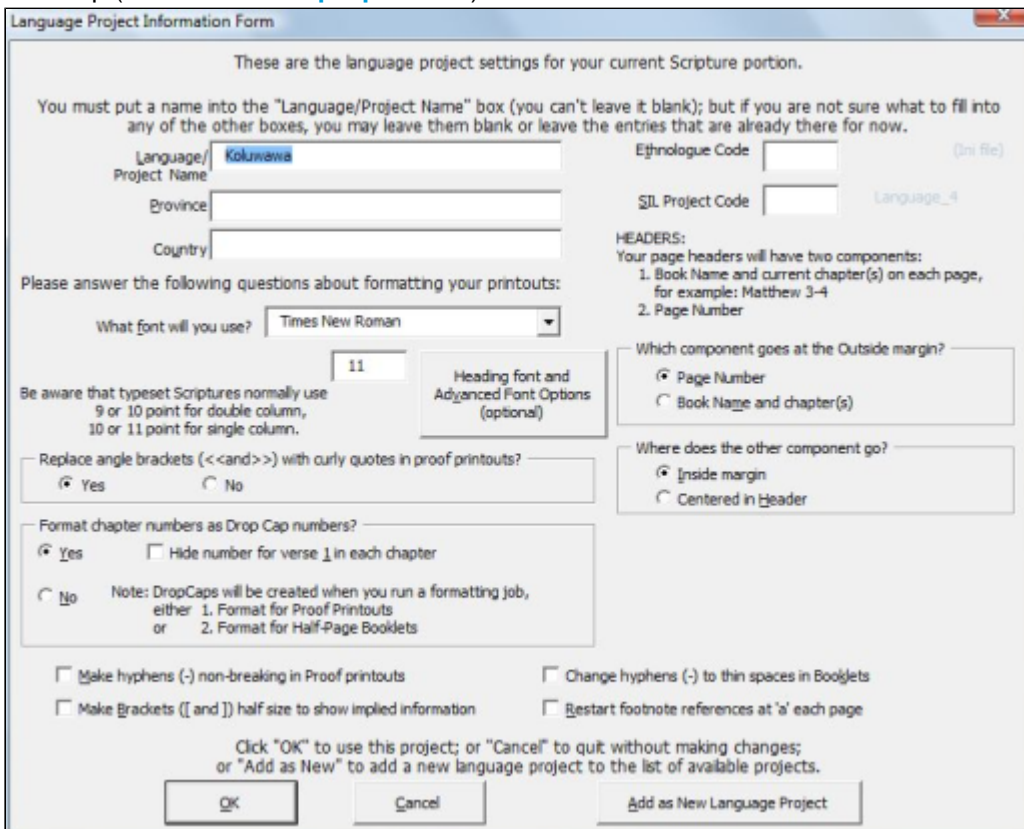 Language Project Information Form
These are the language project settings for your current Scripture portion.
You must put a name into the "Language/Project Name" box (you can't leave it blank); but if you are not sure what to fill into
any of the other boxes, you may leave them blank or leave the entries that are already there for now.
Language/
Project Name
Koluwawa
Province
Country
Ethnologue Code
(Ini file)
SIL Project Code
Language_4
HEADERS:
Your page headers will have two components:
1. Book Name and current chapter(s) on each page,
for example: Matthew 3-4
2. Page Number
Please answer the following questions about formatting your printouts:
What font will you use?
Times New Roman
11
Be aware that typeset Scriptures normally use
9 or 10 point for double column,
10 or 11 point for single column.
Heading font and
Advanced Font Options
(optional)
Which component goes at the Outside margin?
Page Number
Book Name and chapter(s)
Where does the other component go?
Inside margin
Centered in Header
Replace angle brackets (<<and>>) with curly quotes in proof printouts?
Yes No
Format chapter numbers as Drop Cap numbers?
Yes Hide number for verse 1 in each chapter
No Note: DropCaps will be created when you run a formatting job,
either 1. Format for Proof Printouts
or 2. Format for Half-Page Booklets
Make hyphens (-) non-breaking in Proof printouts
Change hyphens (-) to thin spaces in Booklets
Make Brackets ([ and ]) half size to show implied information
Restart footnote references at 'a' each page
Click "OK" to use this project; or "Cancel" to quit without making changes;
or "Add as New" to add a new language project to the list of available projects.
OK
Cancel
Add as New Language Project